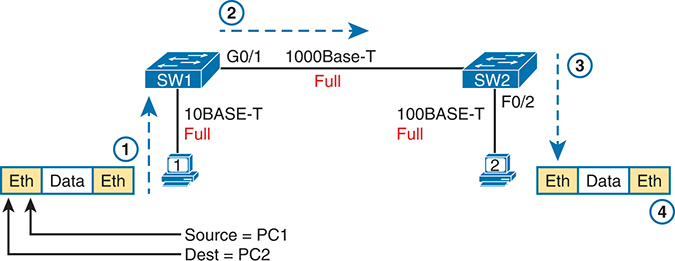 2
G0/1 1000Base-T
Full
SW1
SW2
3
10BASE-T
Full
100BASE-T
Full
F0/2
1
1
2
Eth Data Eth
Eth Data Eth
4
Source = PC1
Dest = PC2